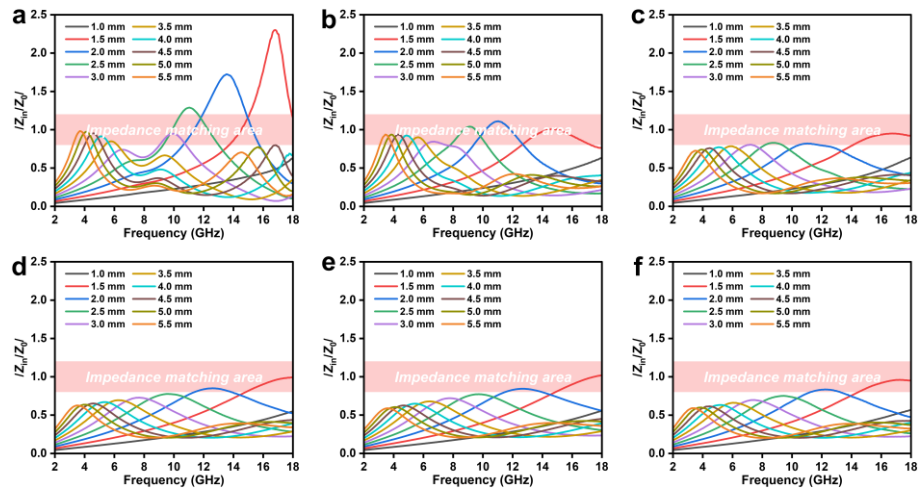 a
2.5
2.0
1.5
1.0
0.5
0.0
/Zin/Z0/
1.0 mm 3.5 mm
1.5 mm 4.0 mm
2.0 mm 4.5 mm
2.5 mm 5.0 mm
3.0 mm 5.5 mm
Impedance matching area
2 4 6 8 10 12 14 16 18
Frequency (GHz)
b
2.5
2.0
1.5
1.0
0.5
0.0
/Zin/Z0/
1.0 mm 3.5 mm
1.5 mm 4.0 mm
2.0 mm 4.5 mm
2.5 mm 5.0 mm
3.0 mm 5.5 mm
Impedance matching area
2 4 6 8 10 12 14 16 18
Frequency (GHz)
c
2.5
2.0
1.5
1.0
0.5
0.0
/Zin/Z0/
1.0 mm 3.5 mm
1.5 mm 4.0 mm
2.0 mm 4.5 mm
2.5 mm 5.0 mm
3.0 mm 5.5 mm
Impedance matching area
2 4 6 8 10 12 14 16 18
Frequency (GHz)
d
2.5
2.0
1.5
1.0
0.5
0.0
/Zin/Z0/
1.0 mm 3.5 mm
1.5 mm 4.0 mm
2.0 mm 4.5 mm
2.5 mm 5.0 mm
3.0 mm 5.5 mm
Impedance matching area
2 4 6 8 10 12 14 16 18
Frequency (GHz)
e
2.5
2.0
1.5
1.0
0.5
0.0
/Zin/Z0/
1.0 mm 3.5 mm
1.5 mm 4.0 mm
2.0 mm 4.5 mm
2.5 mm 5.0 mm
3.0 mm 5.5 mm
Impedance matching area
2 4 6 8 10 12 14 16 18
Frequency (GHz)
f
2.5
2.0
1.5
1.0
0.5
0.0
/Zin/Z0/
1.0 mm 3.5 mm
1.5 mm 4.0 mm
2.0 mm 4.5 mm
2.5 mm 5.0 mm
3.0 mm 5.5 mm
Impedance matching area
2 4 6 8 10 12 14 16 18
Frequency (GHz)